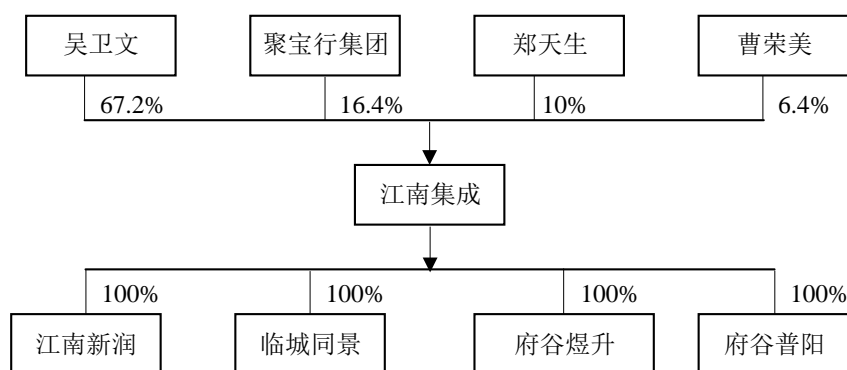 吴卫文 聚宝行集团 郑天生 曹荣美
67.2% 16.4% 10% 6.4%
江南集成
100% 100% 100% 100%
江南新润 临城同景 府谷煜升 府谷普阳